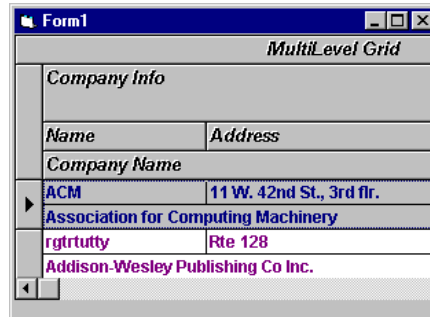 Form1
MultiLevel Grid
Company Info
Name Address
Company Name
ACM 11 W. 42nd St., 3rd flr.
Association for Computing Machinery
rgtrtutty Rte 128
Addison-Wesley Publishing Co Inc.